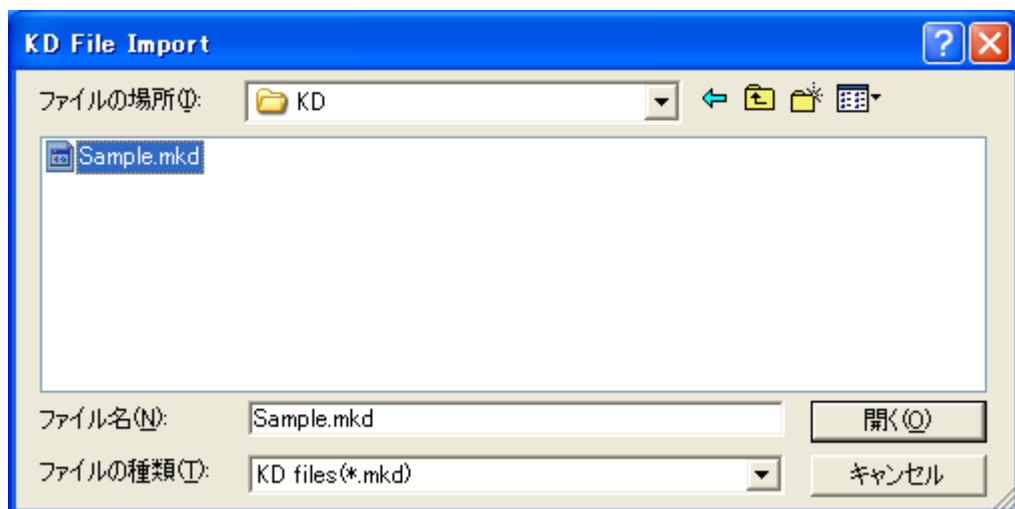 KD File Import
ファイルの場所(I):
KD
Sample.mkd
ファイル名(N):
Sample.mkd
開く(O)
ファイルの種類(T):
KD files(*.mkd)
キャンセル